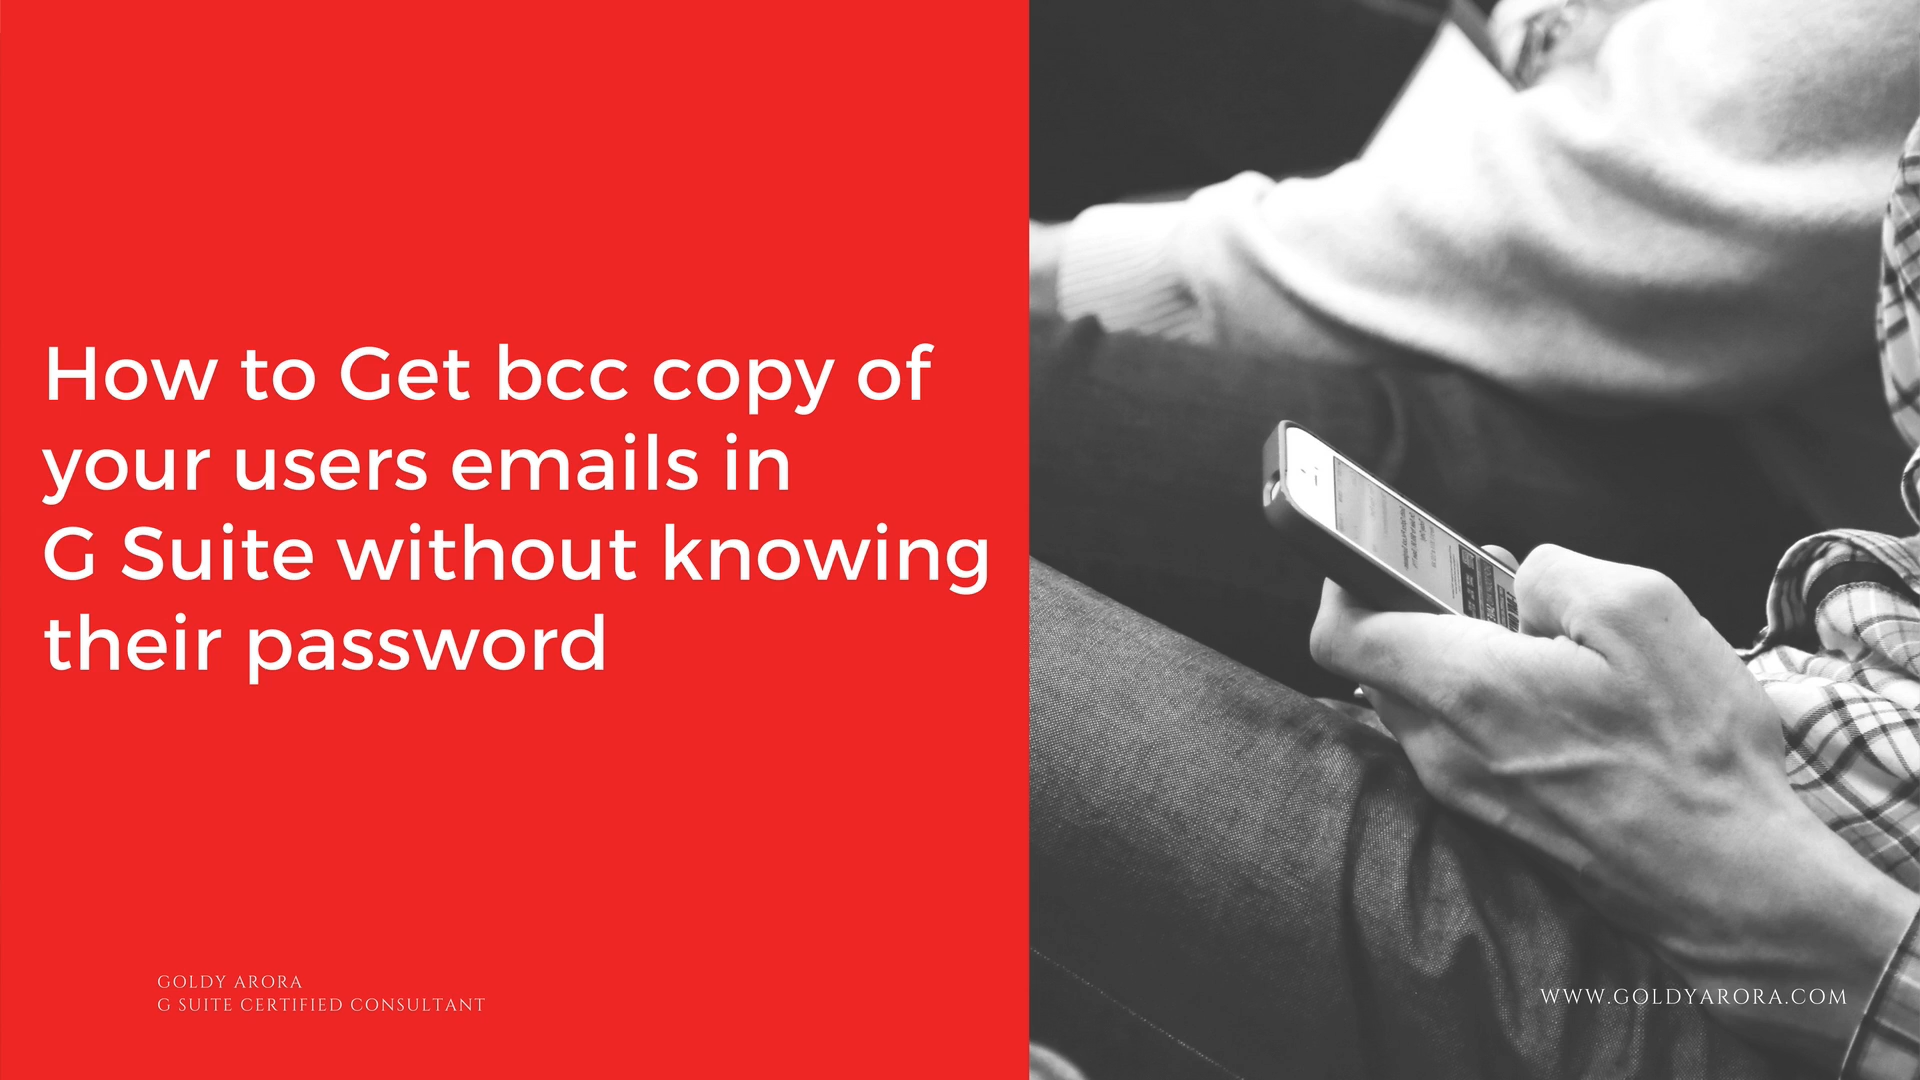 How to Get bcc copy of
your users emails in
G Suite without knowing
their password
GOLDY ARORA
G SUITE CERTIFIED CONSULTANT
WWW.GOLDYARORA.COM